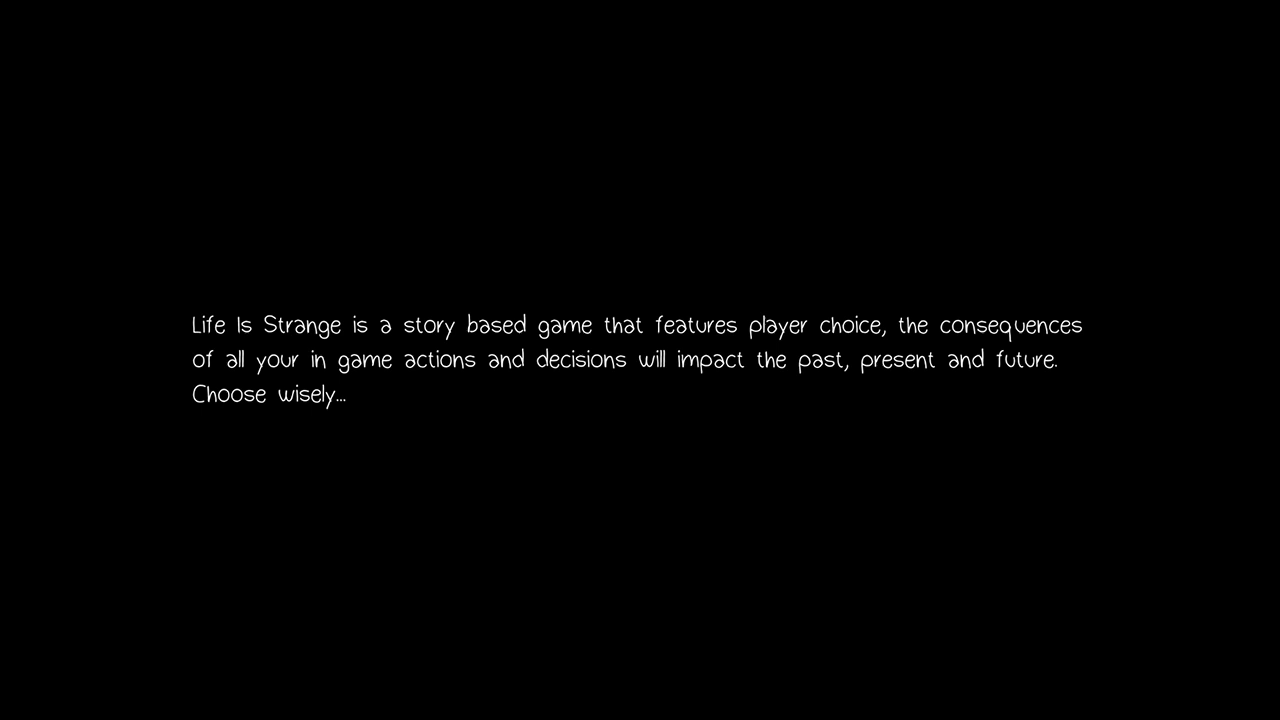 Life Is Strange is a story based game that features player choice, the consequences
of all your in game actions and decisions will impact the past, present and future.
Choose wisely...